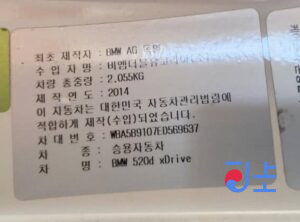 최초 제작자 : BMW AG 독일
수 입 자 명 : 비엠더블유코리아(주)
차량 총중량 : 2,055KG
제 작 연 도 : 2014
이 자동차는 대한민국 자동차관리법령에
적합하게 제작(수입)되었습니다.
차 대 번 호 : WBA5B9107ED569637
차 종 : 승용자동차
차 명 : BMW 520d xDrive